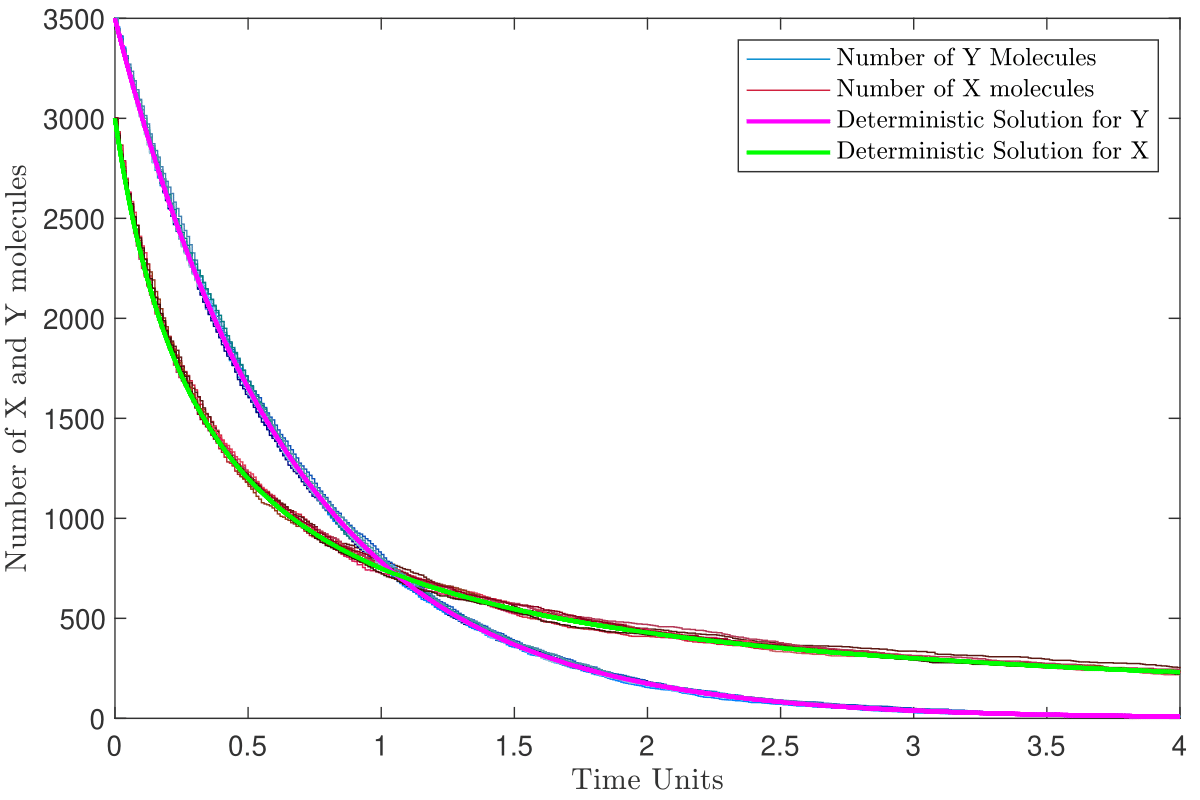 3500
3000
2500
2000
1500
1000
500
0
Number of X and Y molecules
Number of Y Molecules
Number of X molecules
Deterministic Solution for Y
Deterministic Solution for X
0 0.5 1 1.5 2 2.5 3 3.5 4
Time Units